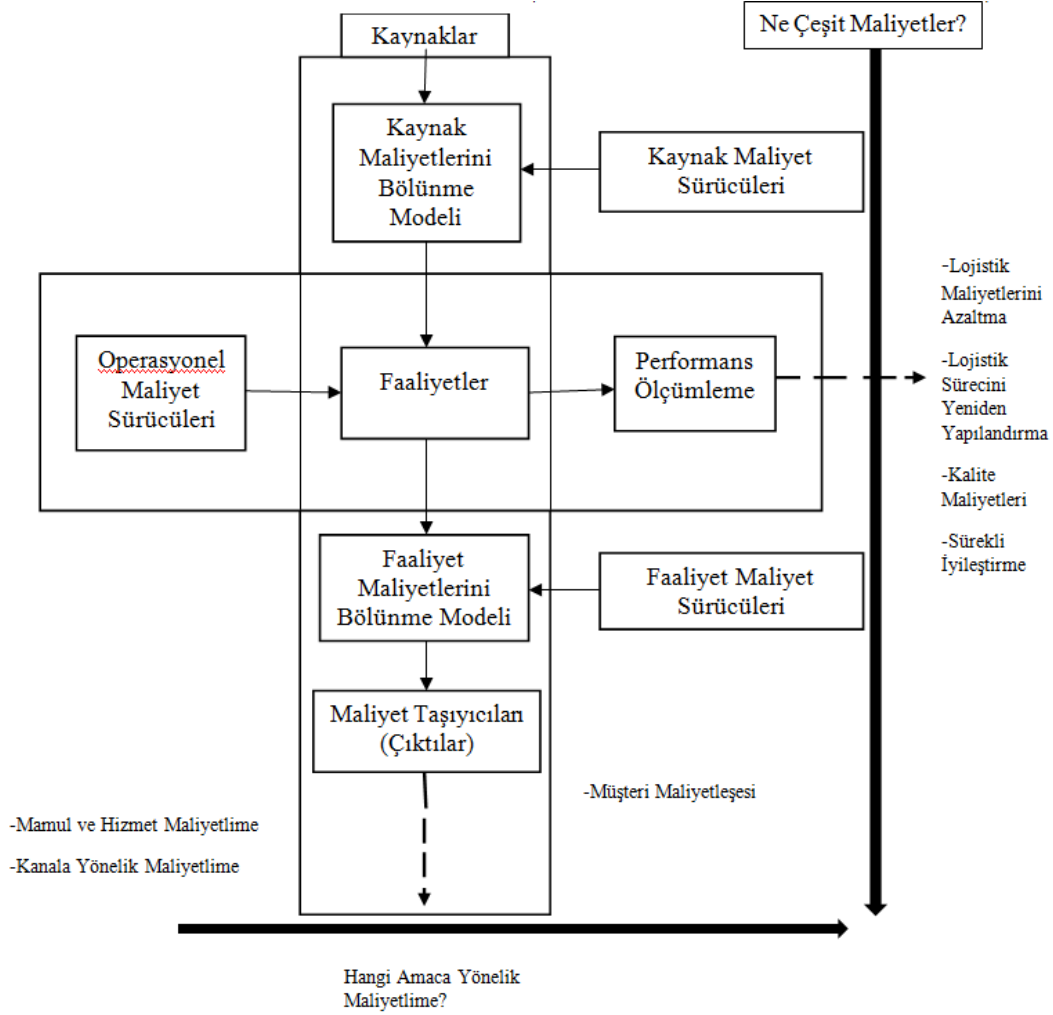 Kaynaklar
Ne Çeşit Maliyetler?
Kaynak
Maliyetlerini
Bölünme
Modeli
Kaynak Maliyet
Sürücüleri
-Lojistik
Maliyetlerini
Azaltma
-Lojistik
Sürecini
Yeniden
Yapılandırma
-Kalite
Maliyetleri
-Sürekli
İyileştirme
Operasyonel
Maliyet
Sürücüleri
Faaliyetler
Performans
Ölçümleme
Faaliyet
Maliyetlerini
Bölünme Modeli
Faaliyet Maliyet
Sürücüleri
Maliyet Taşıyıcıları
(Çıktılar)
-Müşteri Maliyetleşesi
-Mamul ve Hizmet Maliyetlime
-Kanala Yönelik Maliyetlime
Hangi Amaca Yönelik
Maliyetlime?